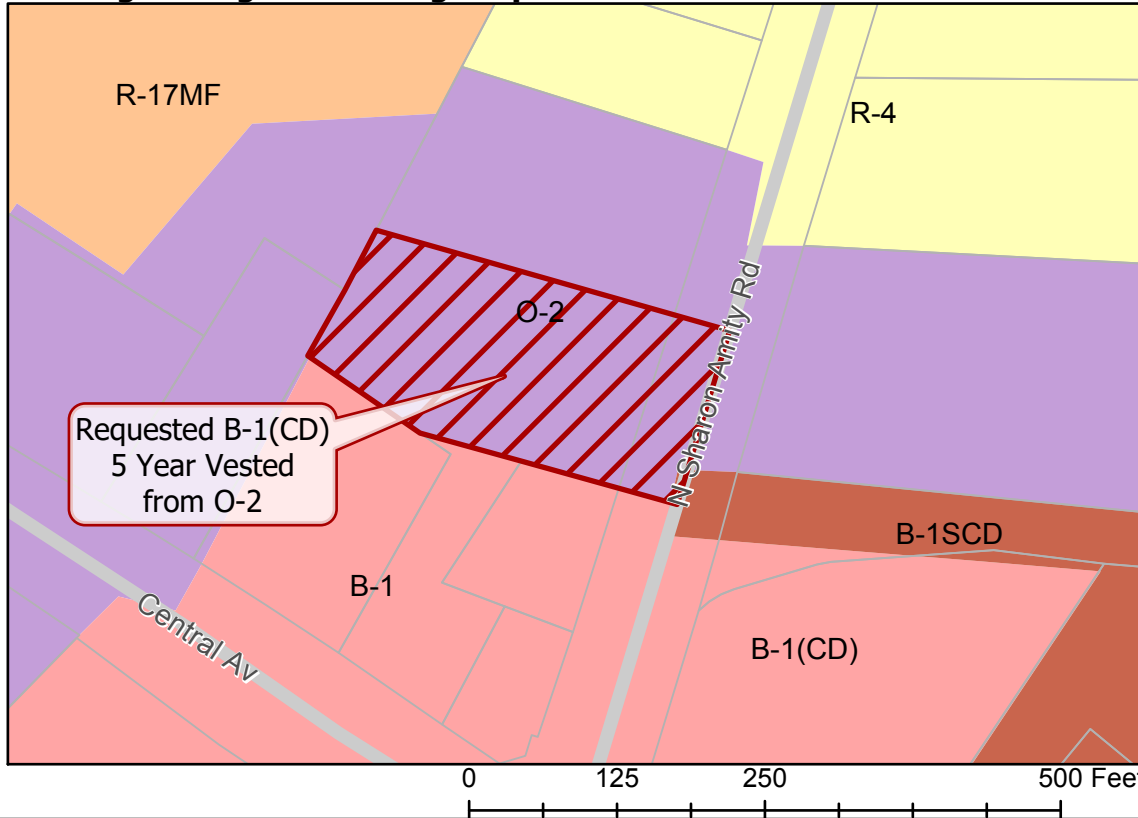 R-17MF
R-4
O-2
N Sharon Amity Rd
Requested B-1(CD)
5 Year Vested
from O-2
B-1SCD
B-1
Central Av
B-1(CD)
0 125 250 500 Feet